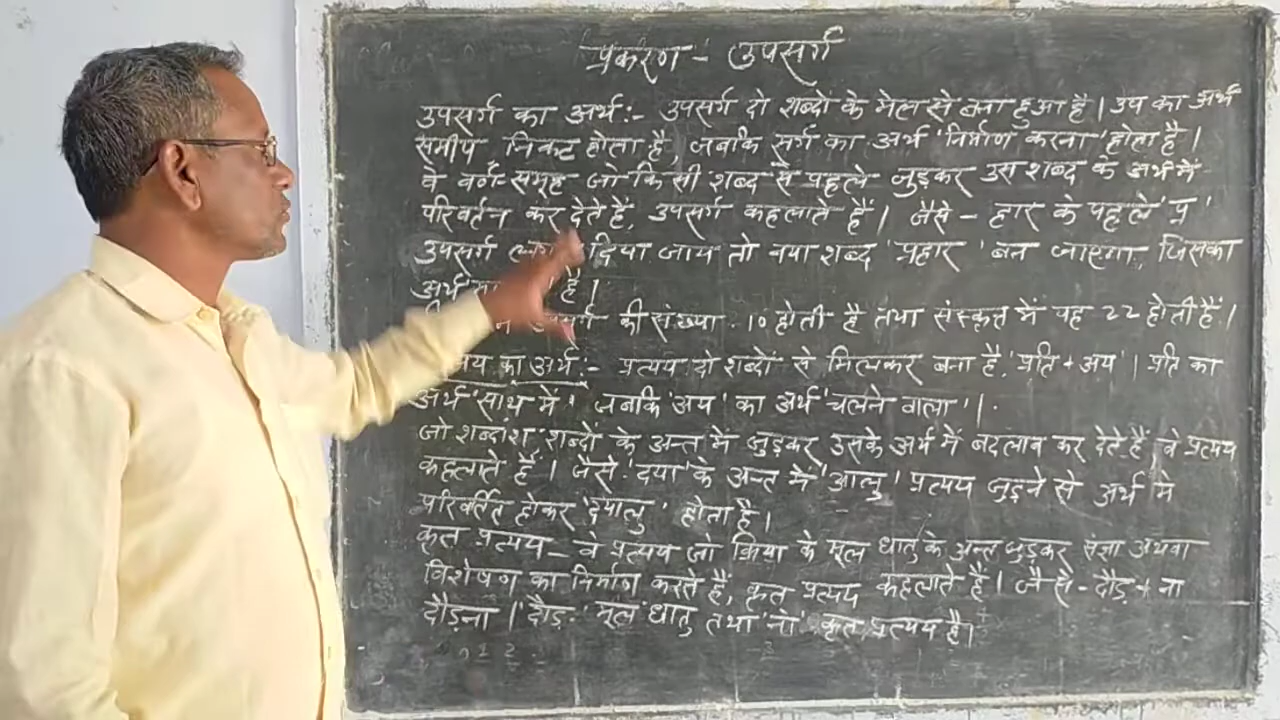 प्रकरण - उपसर्ग
उपसर्ग का अर्थ:- उपसर्ग दो शब्दों के मेल से बना हुआ है। उप का अर्थ
समीप निकट होता है, जबकि सर्ग का अर्थ 'निर्माण करना' होता है।
वे वर्ण-समूह जो किसी शब्द से पहले जुड़कर उस शब्द के अर्थ में
परिवर्तन कर देते हैं, उपसर्ग कहलाते हैं। जैसे - हार के पहले 'प्र'
उपसर्ग दिया जाय तो नया शब्द 'प्रहार' बन जाएगा, जिसका
अर्थ है।
की संख्या 10 होती है तथा संस्कृत में यह 22 होती हैं।
का अर्थ:- प्रत्यय दो शब्दों से मिलकर बना है, 'प्रति + अय'। प्रति का
अर्थ 'साथ में' जबकि 'अय' का अर्थ 'चलने वाला'।
जो शब्दांश शब्दों के अन्त में जुड़कर उसके अर्थ में बदलाव कर देते हैं वे प्रत्यय
कहलाते हैं। जैसे 'दया' के अन्त में 'आलु' प्रत्यय जुड़ने से अर्थ मे
परिवर्तित होकर 'दयालु' होता है।
कृत प्रत्यय - वे प्रत्यय जो क्रिया के मूल धातु के अन्त जुड़कर संज्ञा अथवा
विशेषण का निर्माण करते हैं, कृत प्रत्यय कहलाते हैं। जैसे - दौड़ + ना
दौड़ना। 'दौड़' मूल धातु तथा 'ना' कृत प्रत्यय है।